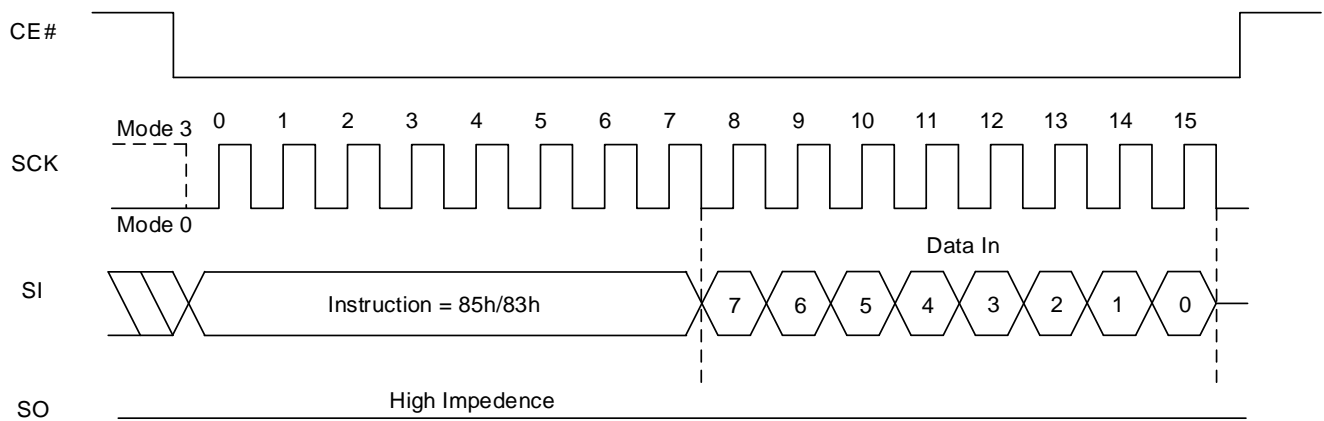 CE#
Mode 3 0 1 2 3 4 5 6 7 8 9 10 11 12 13 14 15
SCK
Mode 0
Data In
SI Instruction = 85h/83h 7 6 5 4 3 2 1 0
High Impedence
SO